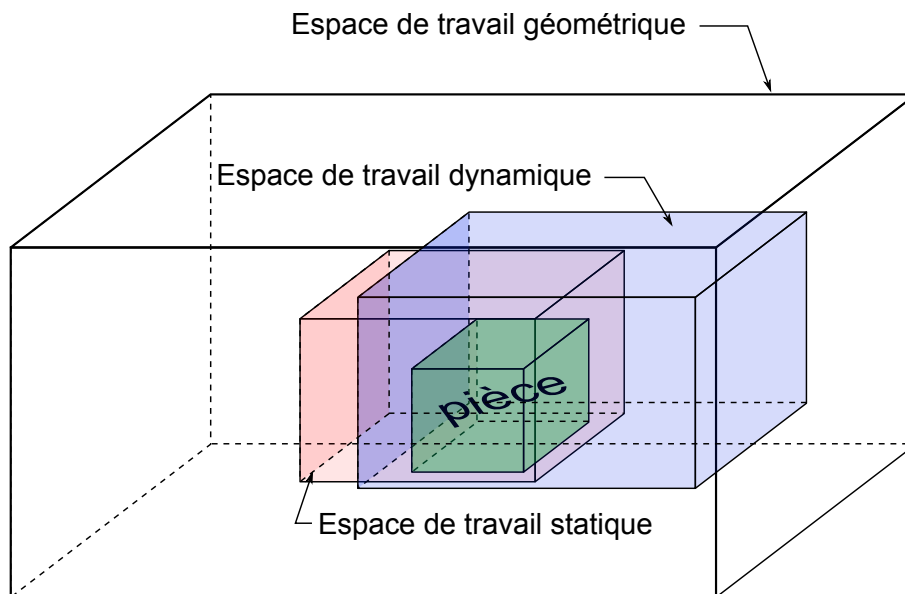 Espace de travail géométrique
Espace de travail dynamique
pièce
Espace de travail statique